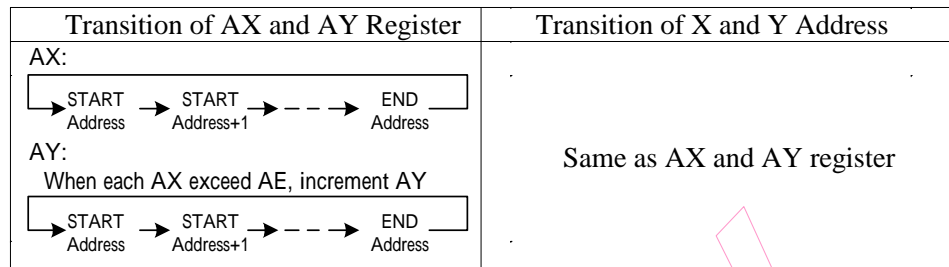 Transition of AX and AY Register
Transition of X and Y Address
AX:
START Address
START Address+1
END Address
AY:
When each AX exceed AE, increment AY
START Address
START Address+1
END Address
Same as AX and AY register